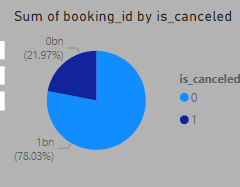 Sum of booking_id by is_canceled
0bn
(21.97%)
is_canceled
0
1
1bn
(78.03%)